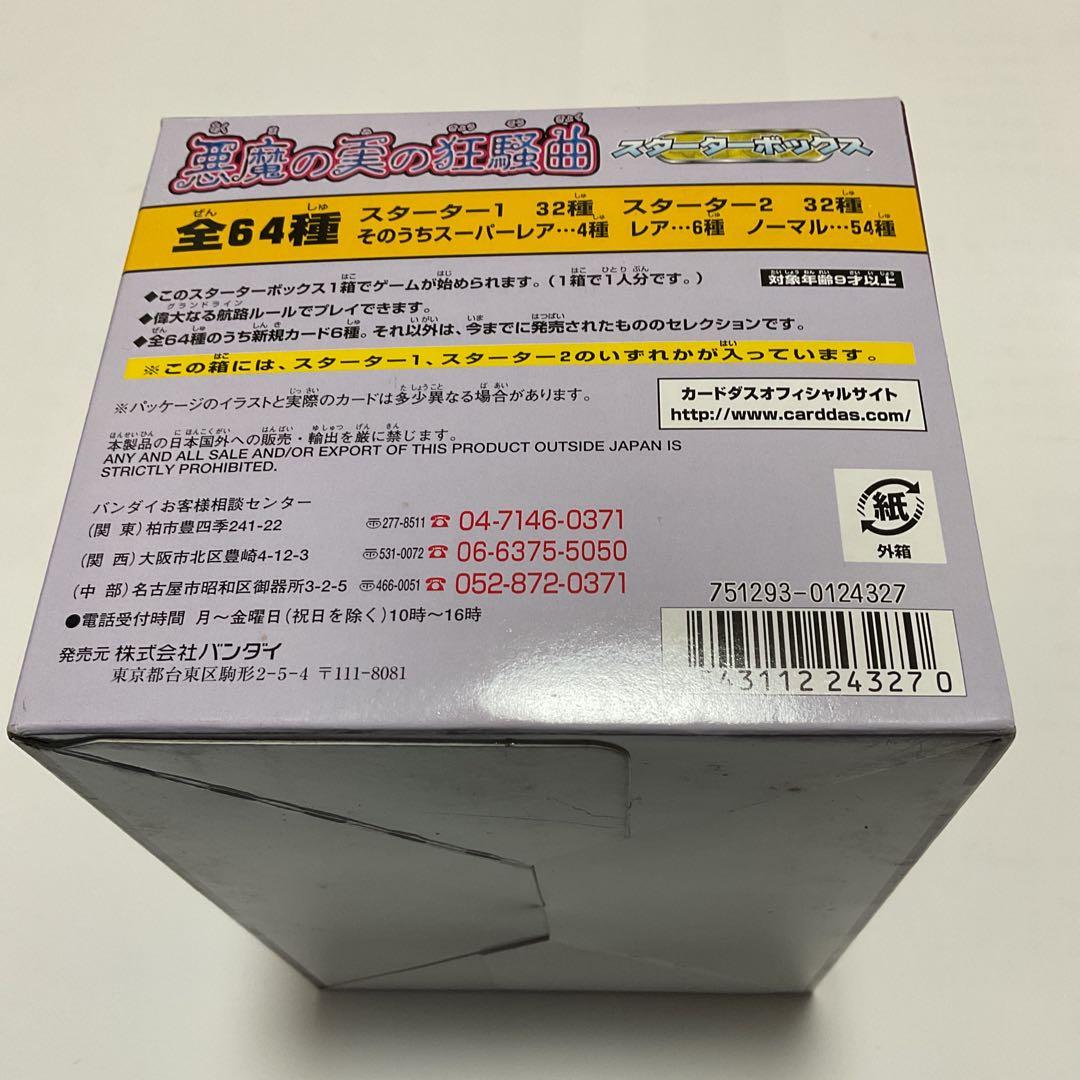 悪魔の実の狂騒曲 スターターボックス
全64種 スターター1 32種 スターター2 32種
そのうちスーパーレア…4種 レア…6種 ノーマル…54種
◆このスターターボックス1箱でゲームが始められます。(1箱で1人分です。) 対象年齢9才以上
◆偉大なる航路ルールでプレイできます。
◆全64種のうち新規カード6種。それ以外は、今までに発売されたもののセレクションです。
※この箱には、スターター1、スターター2のいずれかが入っています。
※パッケージのイラストと実際のカードは多少異なる場合があります。
カードダスオフィシャルサイト
http://www.carddas.com/
本製品の日本国外への販売・輸出を厳に禁じます。
ANY AND ALL SALE AND/OR EXPORT OF THIS PRODUCT OUTSIDE JAPAN IS
STRICTLY PROHIBITED.
紙
外箱
バンダイお客様相談センター
(関 東)柏市豊四季241-22 〒277-8511 ☎ 04-7146-0371
(関 西)大阪市北区豊崎4-12-3 〒531-0072 ☎ 06-6375-5050
(中 部)名古屋市昭和区御器所3-2-5 〒466-0051 ☎ 052-872-0371
●電話受付時間 月～金曜日(祝日を除く)10時～16時
発売元 株式会社バンダイ
東京都台東区駒形2-5-4 〒111-8081
751293-0124327
543112 243270